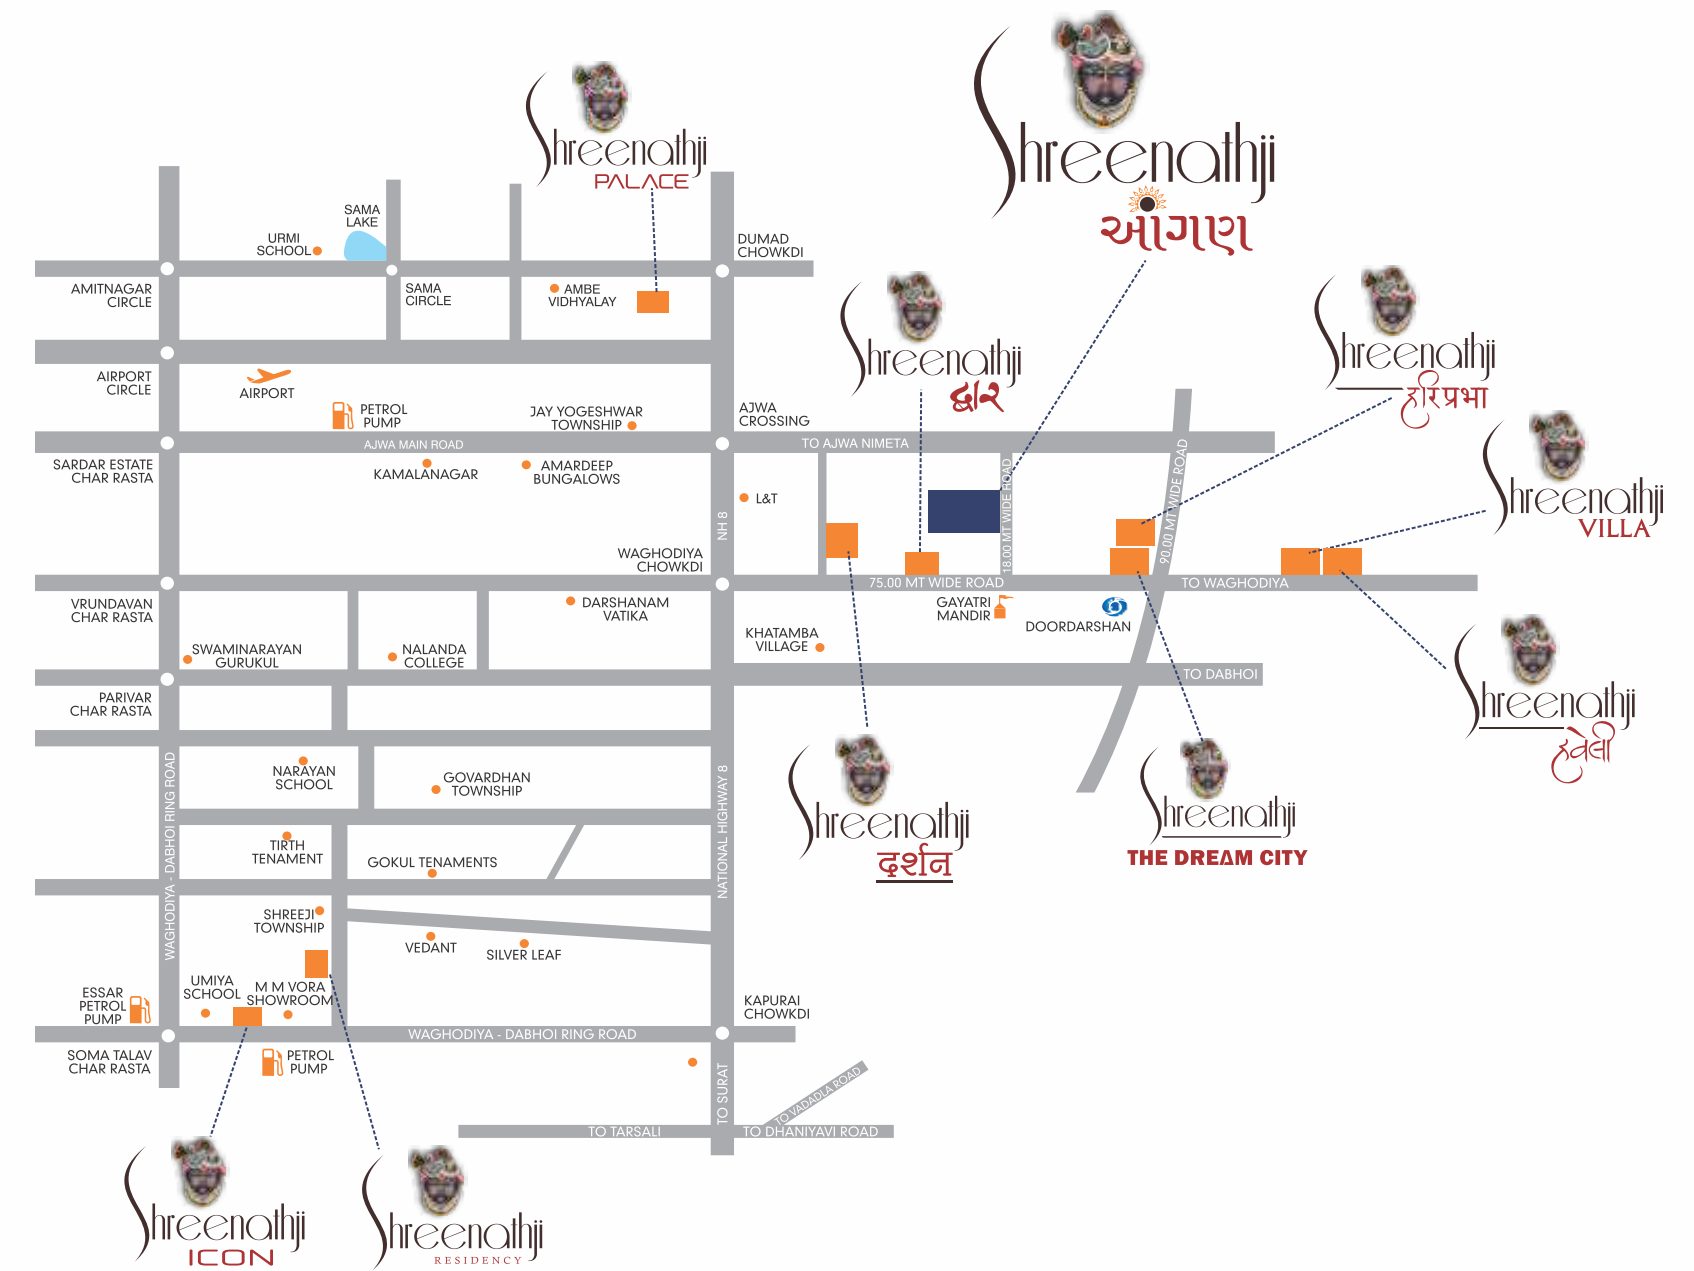 Shreenathji
PALACE
Shreenathji
આંગણ
SAMA
LAKE
URMI
SCHOOL
DUMAD
CHOWKDI
AMITNAGAR
CIRCLE
SAMA
CIRCLE
AMBE
VIDHYALAY
Shreenathji
द्वार
Shreenathji
हरिप्रभा
AIRPORT
CIRCLE
AIRPORT
PETROL
PUMP
JAY YOGESHWAR
TOWNSHIP
AJWA
CROSSING
AJWA MAIN ROAD
TO AJWA NIMETA
SARDAR ESTATE
CHAR RASTA
KAMALANAGAR
AMARDEEP
BUNGALOWS
L&T
NH 8
18.00 MT WIDE ROAD
90.00 MT WIDE ROAD
Shreenathji
VILLA
WAGHODIYA
CHOWKDI
75.00 MT WIDE ROAD
TO WAGHODIYA
VRUNDAVAN
CHAR RASTA
DARSHANAM
VATIKA
GAYATRI
MANDIR
DOORDARSHAN
KHATAMBA
VILLAGE
SWAMINARAYAN
GURUKUL
NALANDA
COLLEGE
TO DABHOI
PARIVAR
CHAR RASTA
Shreenathji
हवेली
WAGHODIYA - DABHOI RING ROAD
NARAYAN
SCHOOL
GOVARDHAN
TOWNSHIP
NATIONAL HIGHWAY 8
Shreenathji
दर्शन
Shreenathji
THE DREAM CITY
TIRTH
TENAMENT
GOKUL TENAMENTS
SHREEJI
TOWNSHIP
VEDANT
SILVER LEAF
ESSAR
PETROL
PUMP
UMIYA
SCHOOL
M M VORA
SHOWROOM
KAPURAI
CHOWKDI
WAGHODIYA - DABHOI RING ROAD
SOMA TALAV
CHAR RASTA
PETROL
PUMP
TO SURAT
TO VADADLA ROAD
TO TARSALI
TO DHANIYAVI ROAD
Shreenathji
ICON
Shreenathji
RESIDENCY